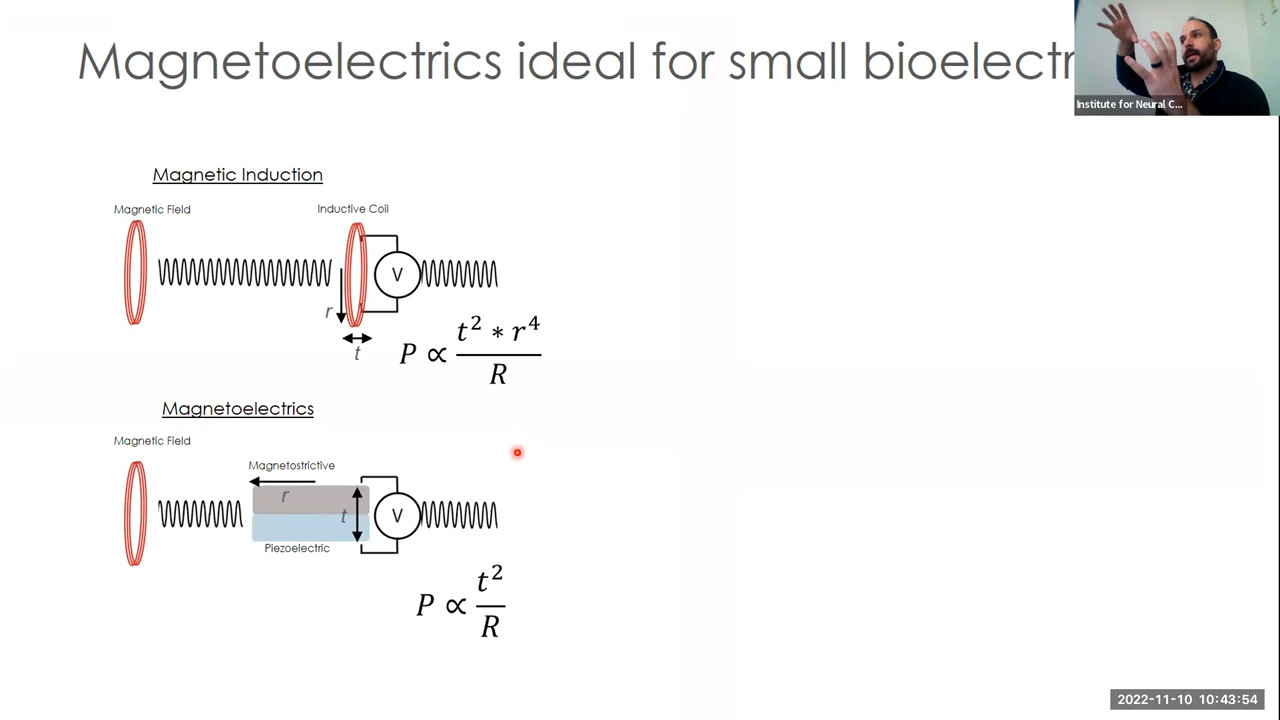 Magnetoelectrics ideal for small bioelectr
Institute for Neural C...
Magnetic Induction
Magnetic Field
Inductive Coil
V
r
t
P ∝ t² * r⁴ / R
Magnetoelectrics
Magnetic Field
Magnetostrictive
r
t
V
Piezoelectric
P ∝ t² / R
2022-11-10 10:43:54